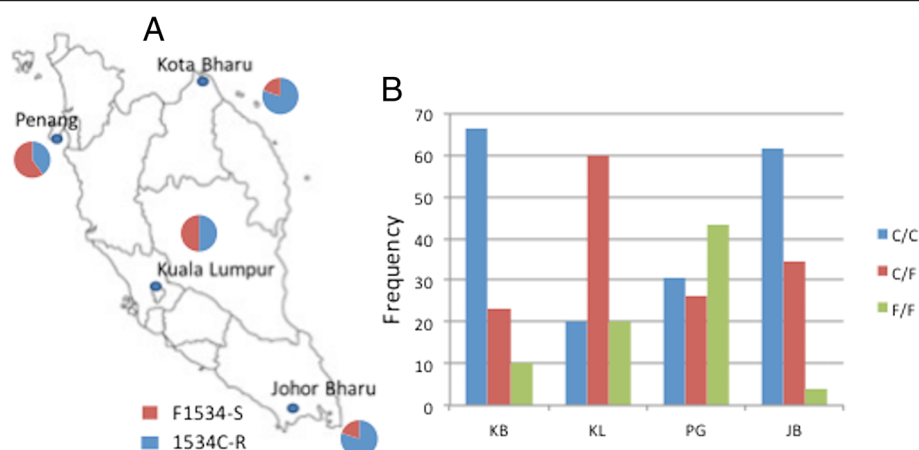 A
Kota Bharu
Penang
Kuala Lumpur
Johor Bharu
F1534-S
1534C-R
B
Frequency
70
60
50
40
30
20
10
0
KB KL PG JB
C/C
C/F
F/F